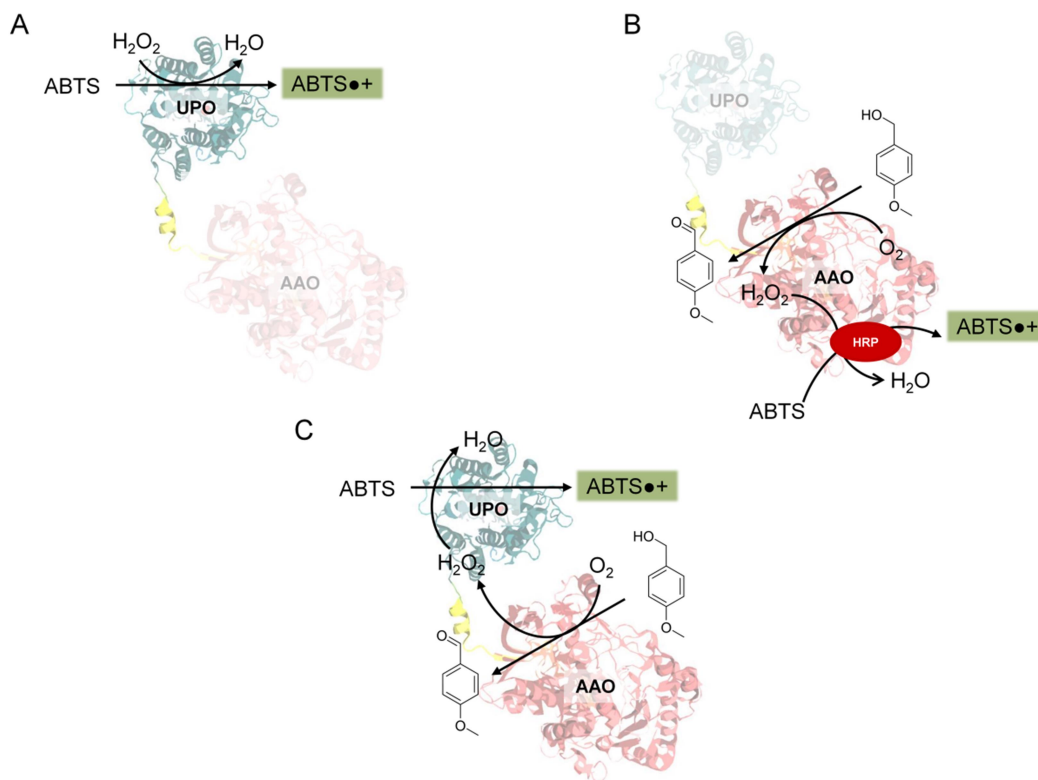 A
H₂O₂
H₂O
ABTS
ABTS●+
UPO
AAO
B
UPO
HO
O
O
O₂
AAO
H₂O₂
O
HRP
ABTS●+
H₂O
ABTS
C
H₂O
ABTS
ABTS●+
UPO
HO
H₂O₂
O₂
O
O
AAO
O